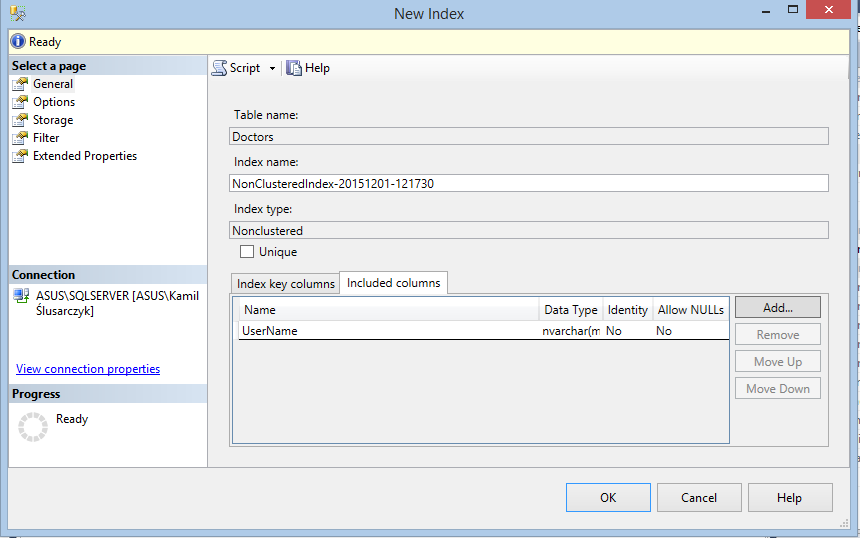 New Index
Ready
Select a page
General
Options
Storage
Filter
Extended Properties
Connection
ASUS\SQLSERVER [ASUS\Kamil
Ślusarczyk]
View connection properties
Progress
Ready
Script Help
Table name:
Doctors
Index name:
NonClusteredIndex-20151201-121730
Index type:
Nonclustered
Unique
Index key columns Included columns
Name Data Type Identity Allow NULLs
UserName nvarchar(m No No
Add...
Remove
Move Up
Move Down
OK Cancel Help